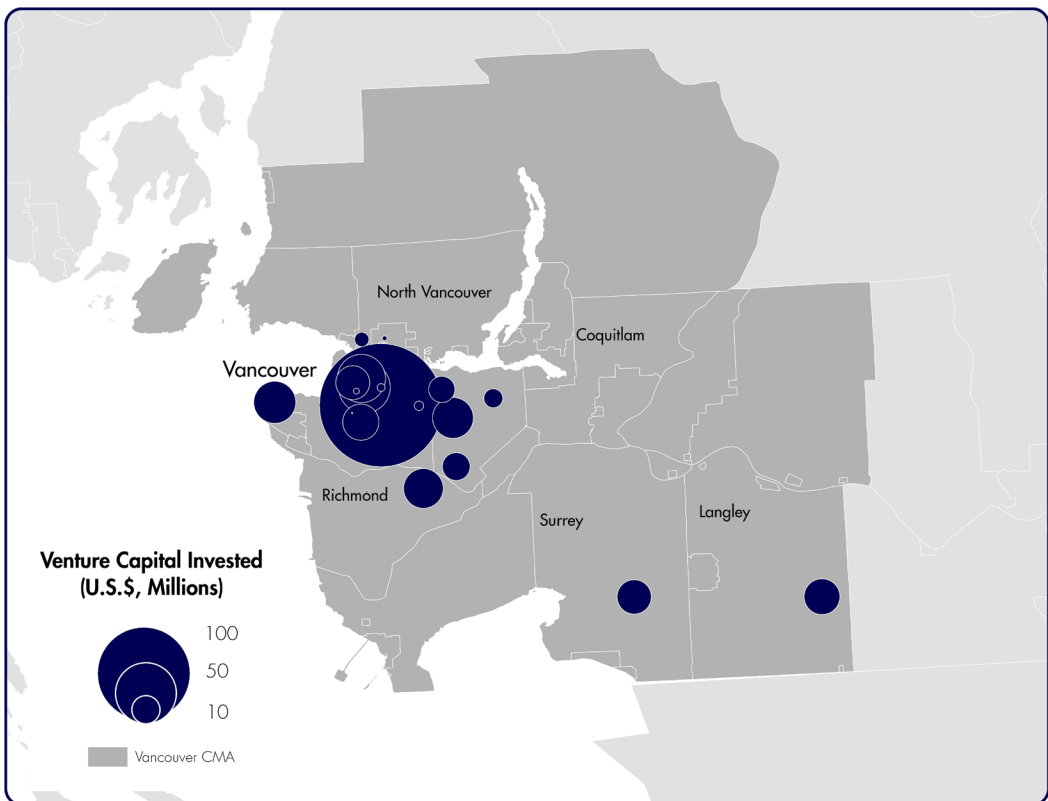 North Vancouver
Coquitlam
Vancouver
Richmond
Surrey
Langley
Venture Capital Invested
(U.S.$, Millions)
100
50
10
Vancouver CMA